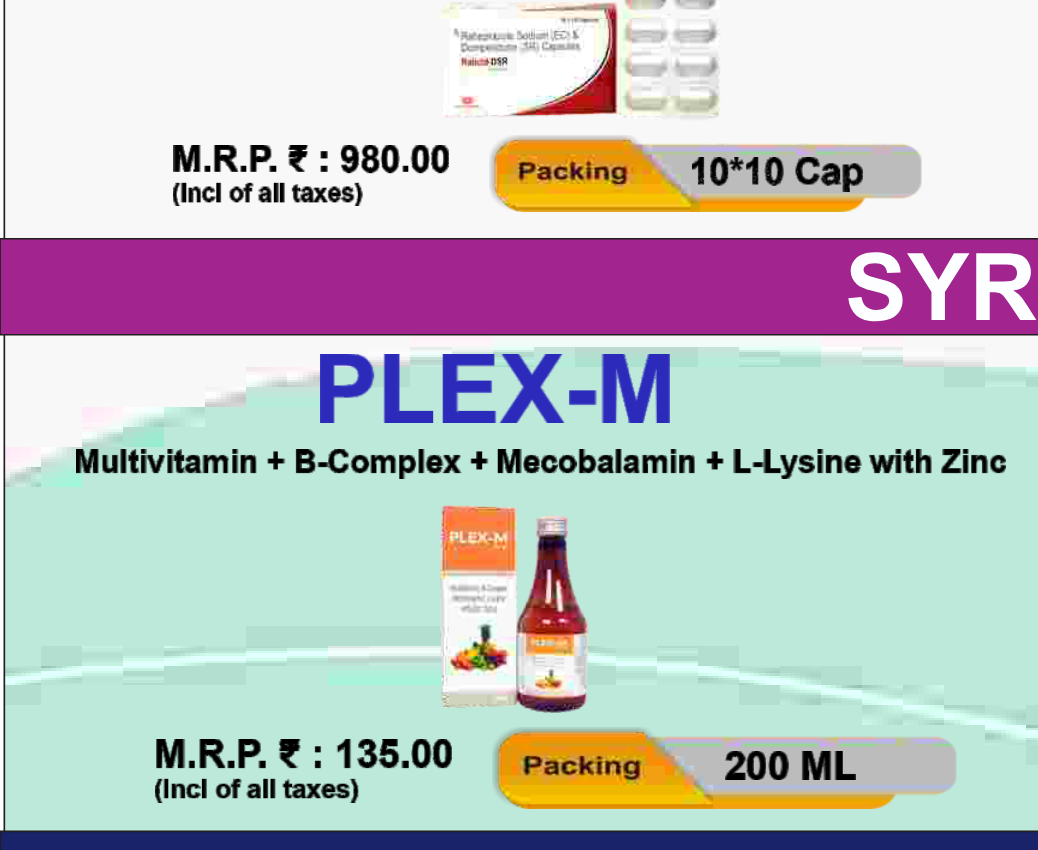 Rabeprazole Sodium (EC) &
Domperidone (SR) Capsules
M.R.P. ₹ : 980.00
(Incl of all taxes)
Packing
10*10 Cap
SYR
PLEX-M
Multivitamin + B-Complex + Mecobalamin + L-Lysine with Zinc
PLEX-M
PLEX-M
M.R.P. ₹ : 135.00
(Incl of all taxes)
Packing
200 ML